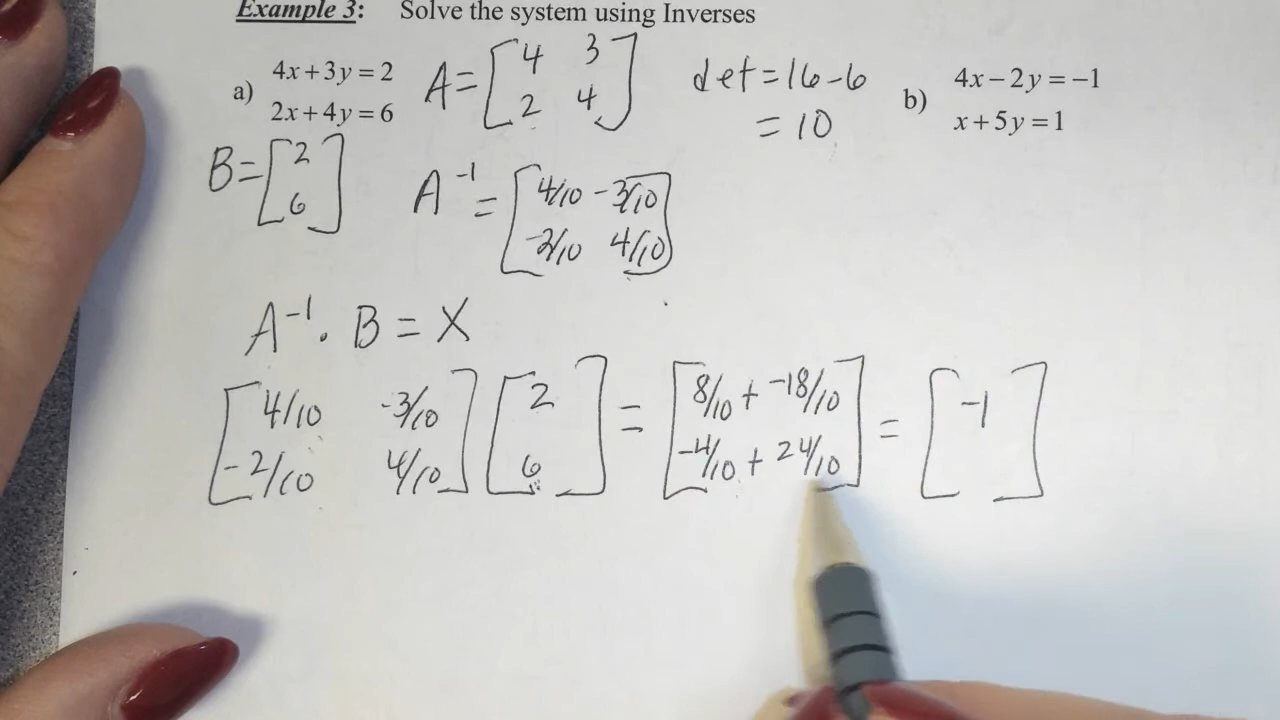 Example 3: Solve the system using Inverses
a) 4x+3y=2
2x+4y=6
A = [4 3
2 4]
det = 16-6
= 10
b) 4x-2y=-1
x+5y=1
B = [2
6]
A⁻¹ = [4/10 -3/10
-2/10 4/10]
A⁻¹ · B = X
[4/10 -3/10 [2 = [8/10 + -18/10 = [-1
-2/10 4/10] 6] -4/10 + 24/10] ]